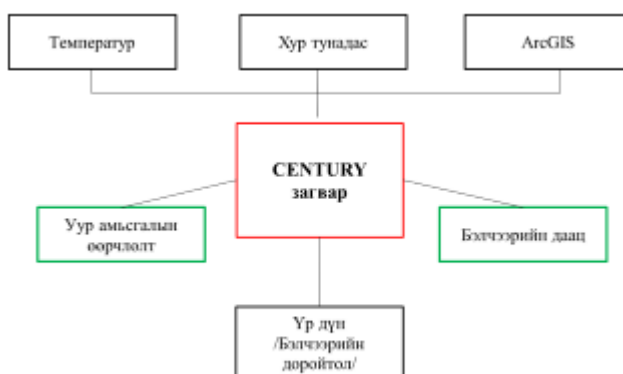 Температур
Хур тунадас
ArcGIS
CENTURY
загвар
Уур амьсгалын
өөрчлөлт
Бэлчээрийн даац
Үр дүн
/Бэлчээрийн
доройтол/